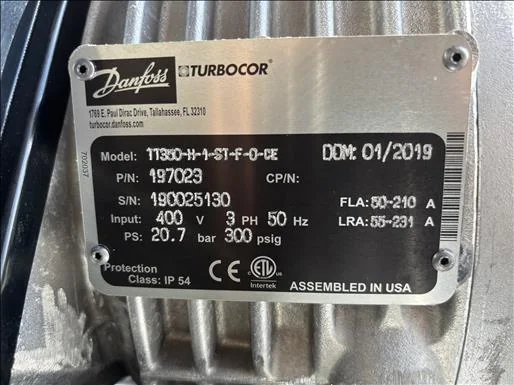 Danfoss TURBOCOR®
1769 E. Paul Dirac Drive, Tallahassee, FL 32310
turbocor.danfoss.com
702037
Model: TT350-H-1-ST-F-O-CE DOM: 01/2019
P/N: 197023 CP/N:
S/N: 190025130 FLA: 50-210 A
Input: 400 V 3 PH 50 Hz LRA: 55-231 A
PS: 20.7 bar 300 psig
Protection
Class: IP 54
CE
ETL
Intertek
ASSEMBLED IN USA